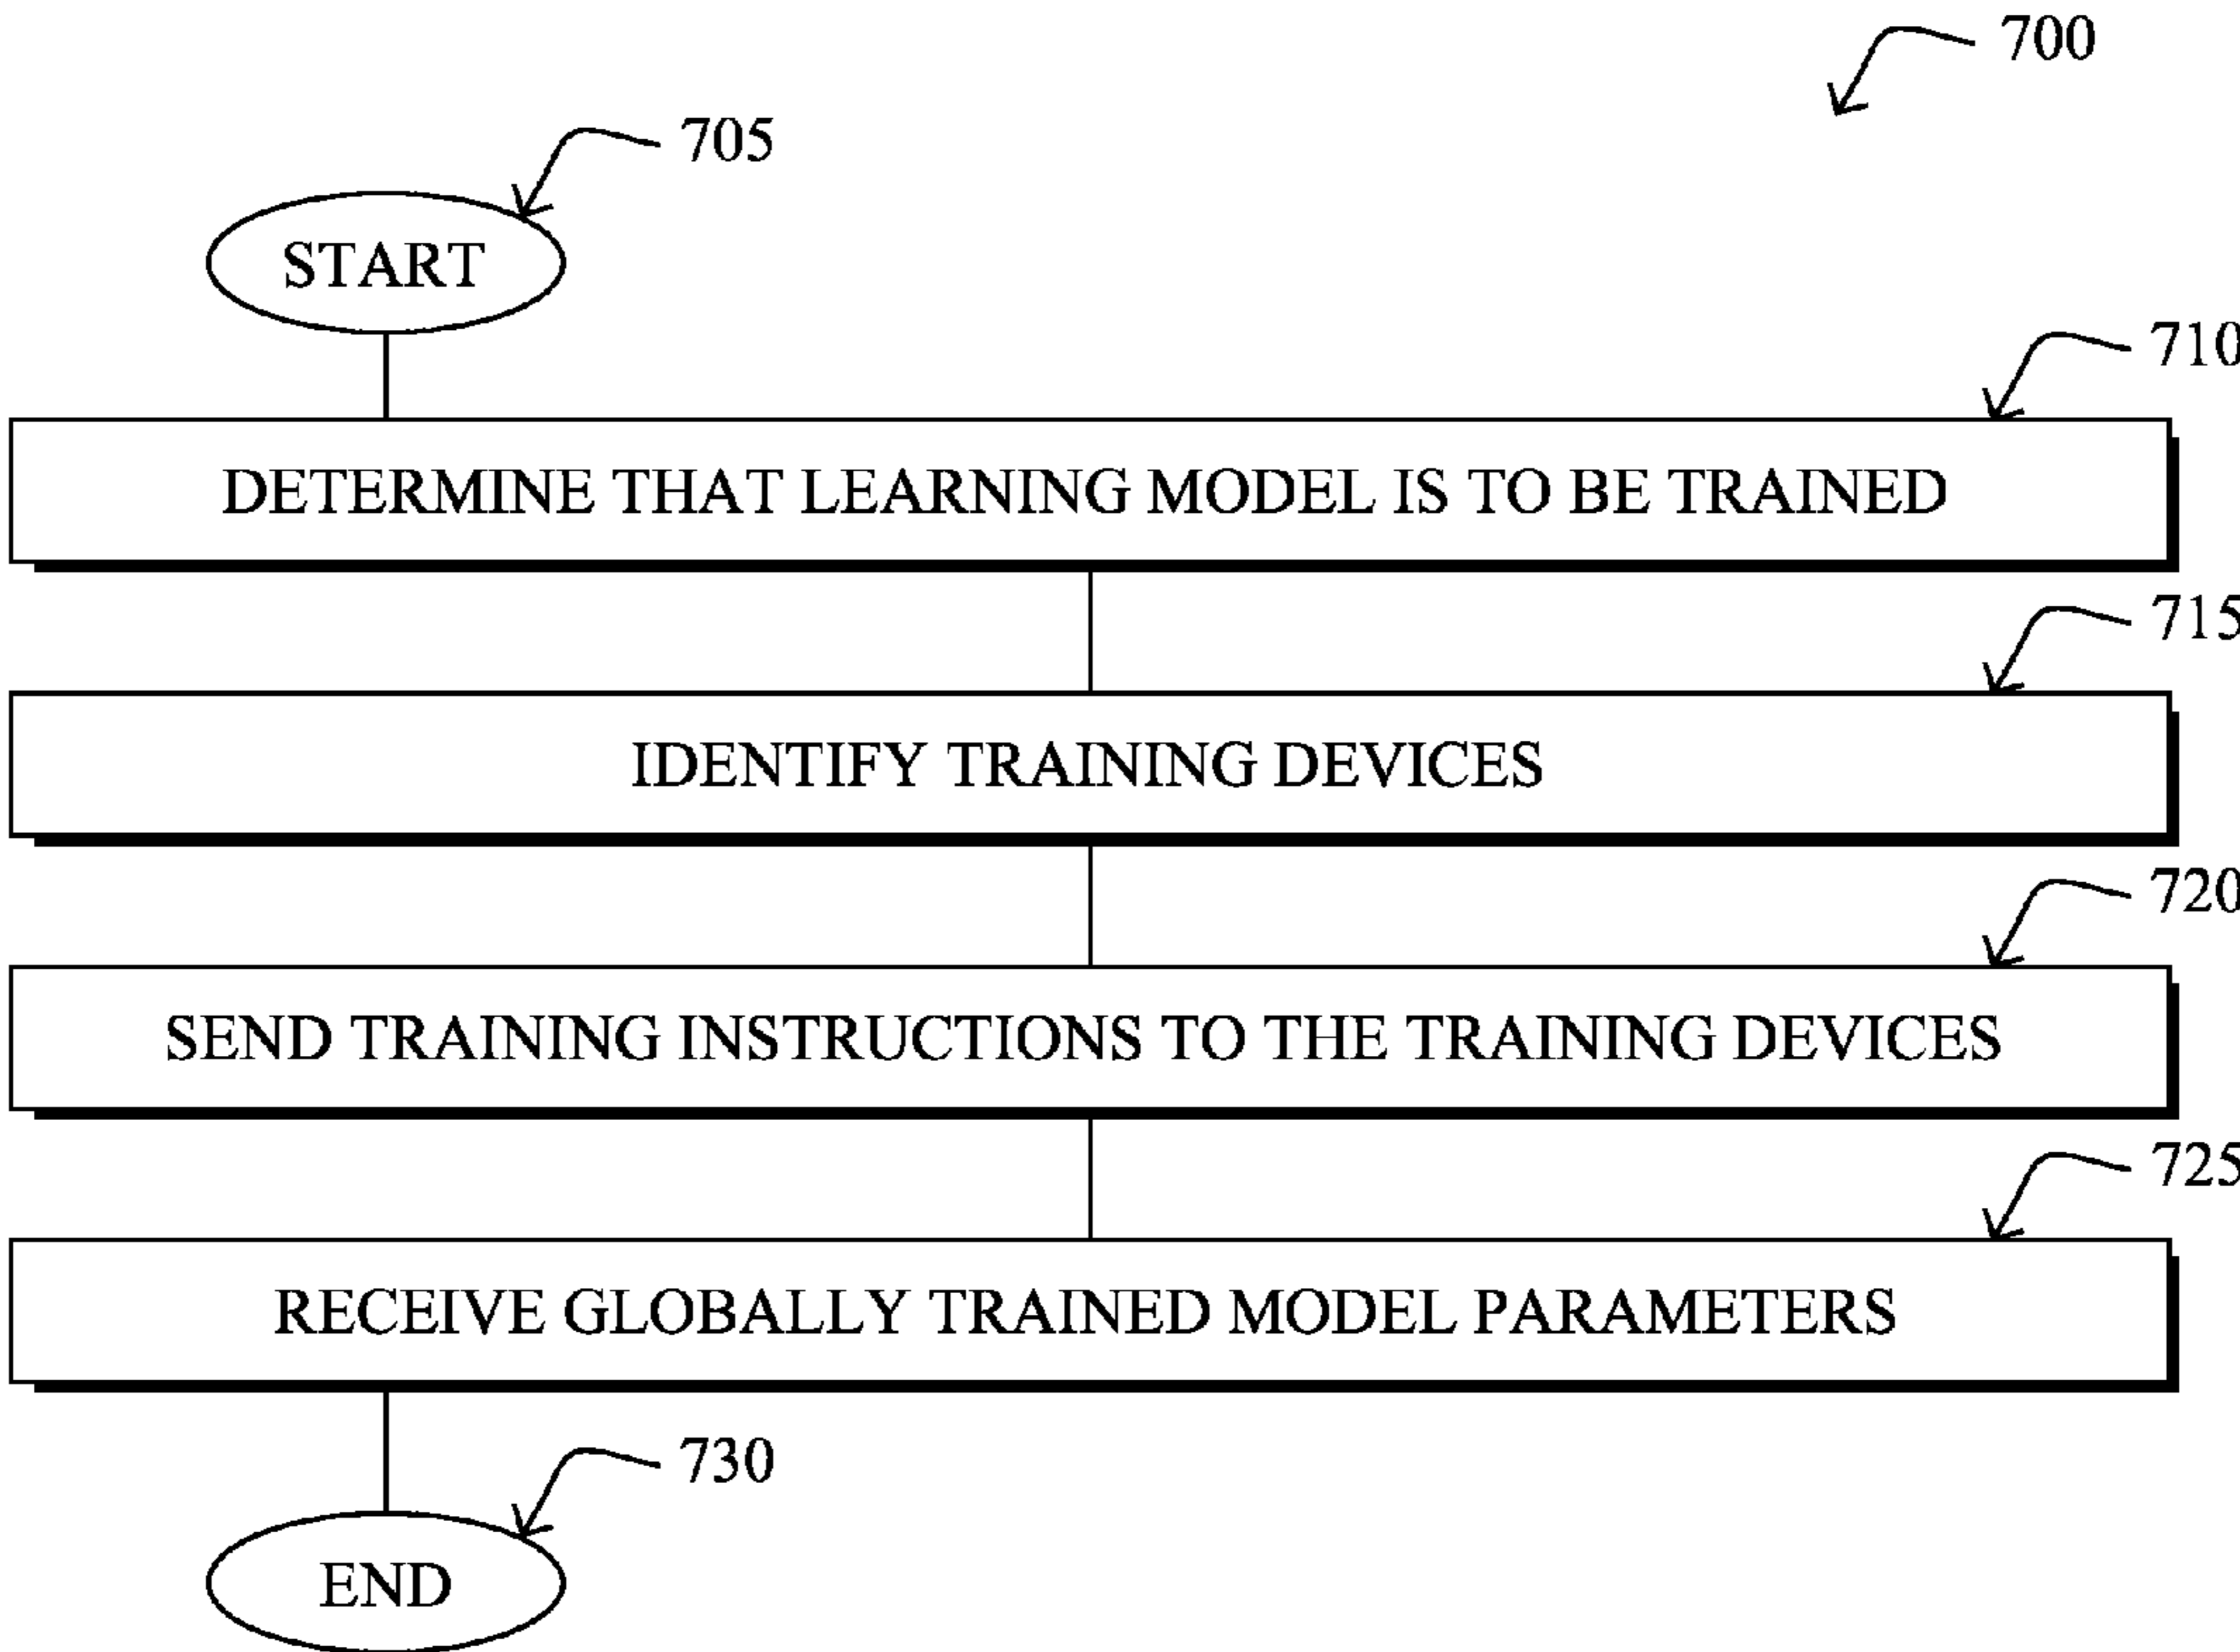 700
705
START
710
DETERMINE THAT LEARNING MODEL IS TO BE TRAINED
715
IDENTIFY TRAINING DEVICES
720
SEND TRAINING INSTRUCTIONS TO THE TRAINING DEVICES
725
RECEIVE GLOBALLY TRAINED MODEL PARAMETERS
730
END